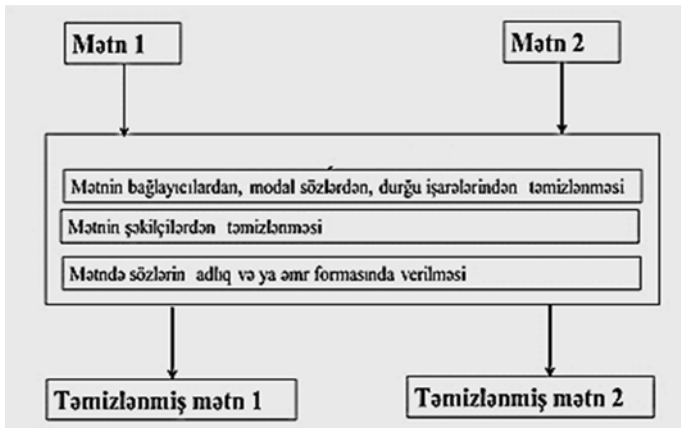 Mətn 1
Mətn 2
Mətnin bağlayıcılardan, modal sözlərdən, durğu işarələrindən təmizlənməsi
Mətnin şəkilçilərdən təmizlənməsi
Mətndə sözlərin adlıq və ya əmr formasında verilməsi
Təmizlənmiş mətn 1
Təmizlənmiş mətn 2